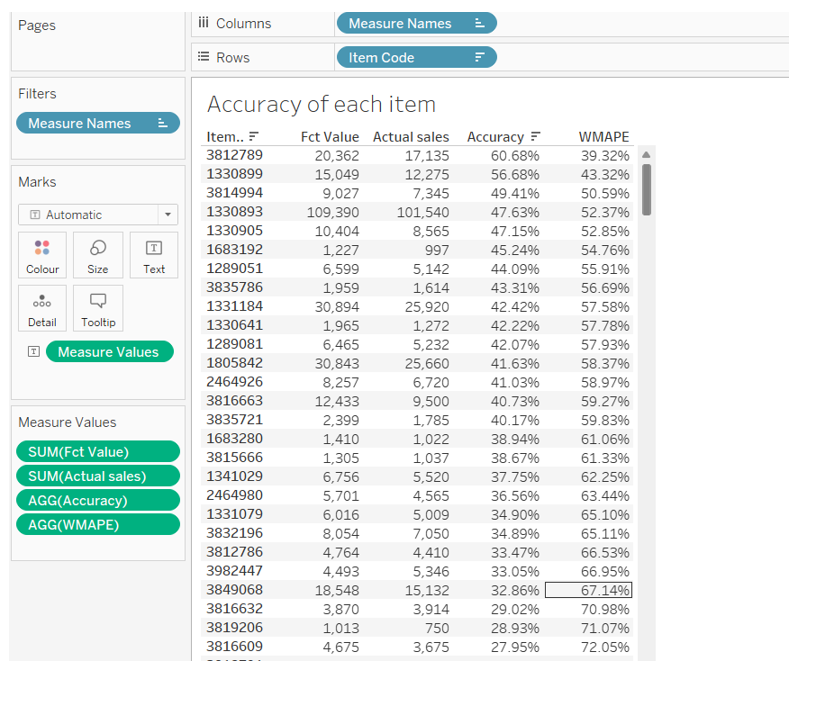 Pages
Columns
Measure Names
Rows
Item Code
Filters
Measure Names
Marks
Automatic
Colour
Size
Text
Detail
Tooltip
Measure Values
Measure Values
SUM(Fct Value)
SUM(Actual sales)
AGG(Accuracy)
AGG(WMAPE)
Accuracy of each item
Item.. Fct Value Actual sales Accuracy WMAPE
3812789 20,362 17,135 60.68% 39.32%
1330899 15,049 12,275 56.68% 43.32%
3814994 9,027 7,345 49.41% 50.59%
1330893 109,390 101,540 47.63% 52.37%
1330905 10,404 8,565 47.15% 52.85%
1683192 1,227 997 45.24% 54.76%
1289051 6,599 5,142 44.09% 55.91%
3835786 1,959 1,614 43.31% 56.69%
1331184 30,894 25,920 42.42% 57.58%
1330641 1,965 1,272 42.22% 57.78%
1289081 6,465 5,232 42.07% 57.93%
1805842 30,843 25,660 41.63% 58.37%
2464926 8,257 6,720 41.03% 58.97%
3816663 12,433 9,500 40.73% 59.27%
3835721 2,399 1,785 40.17% 59.83%
1683280 1,410 1,022 38.94% 61.06%
3815666 1,305 1,037 38.67% 61.33%
1341029 6,756 5,520 37.75% 62.25%
2464980 5,701 4,565 36.56% 63.44%
1331079 6,016 5,009 34.90% 65.10%
3832196 8,054 7,050 34.89% 65.11%
3812786 4,764 4,410 33.47% 66.53%
3982447 4,493 5,346 33.05% 66.95%
3849068 18,548 15,132 32.86% 67.14%
3816632 3,870 3,914 29.02% 70.98%
3819206 1,013 750 28.93% 71.07%
3816609 4,675 3,675 27.95% 72.05%